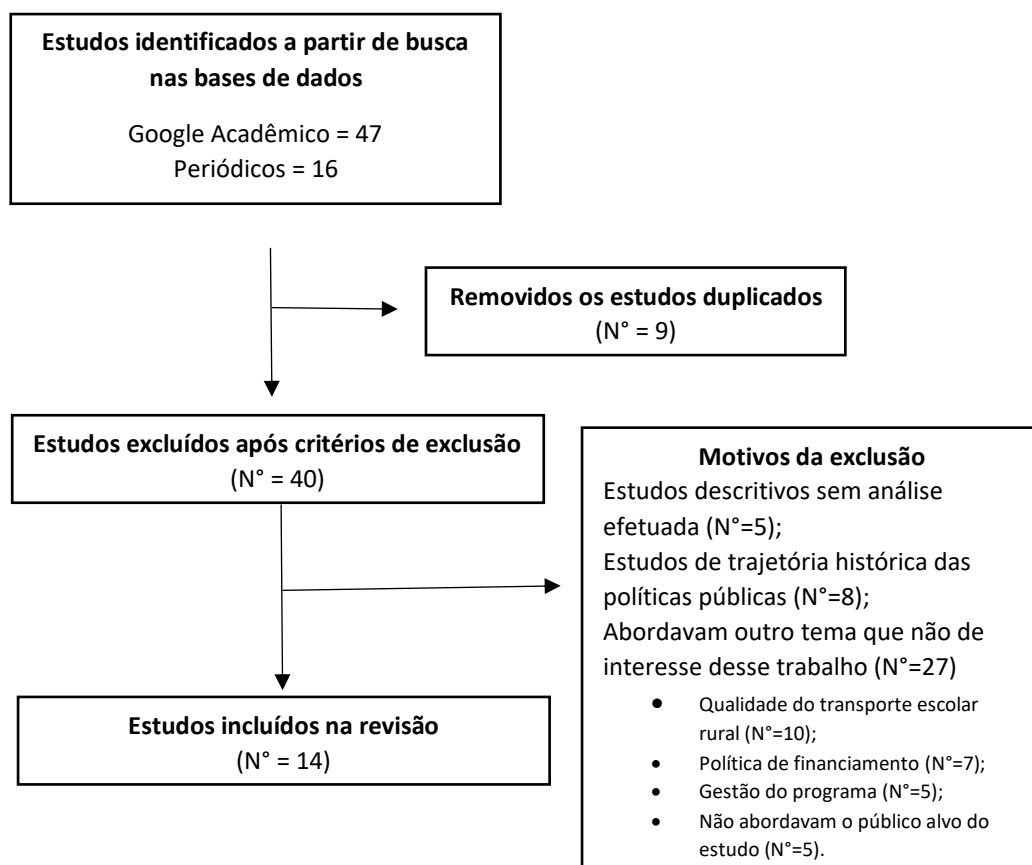 Estudos identificados a partir de busca
nas bases de dados
Google Acadêmico = 47
Periódicos = 16
Removidos os estudos duplicados
(N° = 9)
Estudos excluídos após critérios de exclusão
(N° = 40)
Motivos da exclusão
Estudos descritivos sem análise
efetuada (N°=5);
Estudos de trajetória histórica das
políticas públicas (N°=8);
Abordavam outro tema que não de
interesse desse trabalho (N°=27)
• Qualidade do transporte escolar
rural (N°=10);
• Política de financiamento (N°=7);
• Gestão do programa (N°=5);
• Não abordavam o público alvo do
estudo (N°=5).
Estudos incluídos na revisão
(N° = 14)